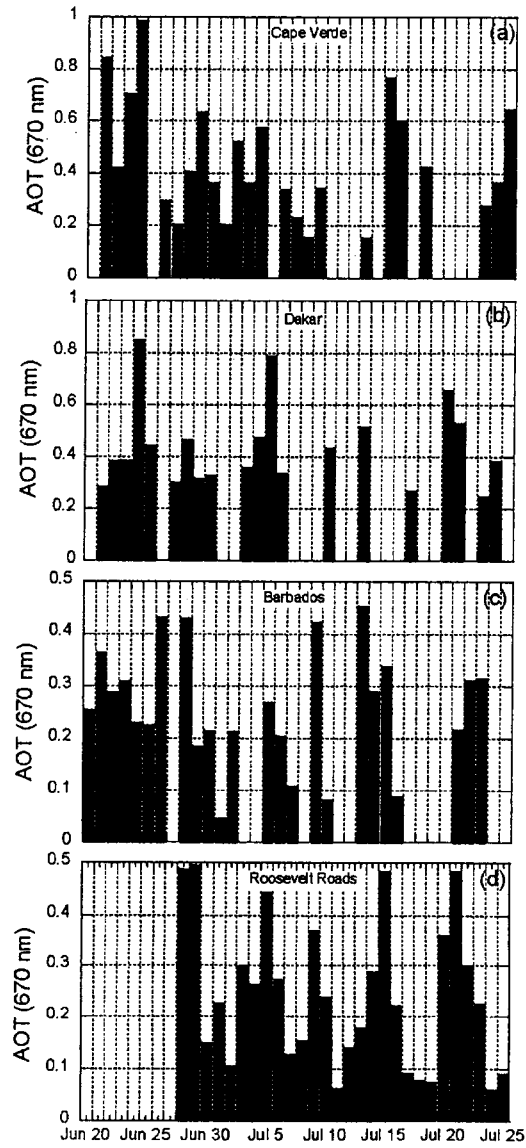 Cape Verde
(a)
1
0.8
0.6
0.4
0.2
0
AOT (670 nm)
Dakar
(b)
1
0.8
0.6
0.4
0.2
0
AOT (670 nm)
Barbados
(c)
0.5
0.4
0.3
0.2
0.1
0
AOT (670 nm)
Roosevelt Roads
(d)
0.5
0.4
0.3
0.2
0.1
0
AOT (670 nm)
Jun 20 Jun 25 Jun 30 Jul 5 Jul 10 Jul 15 Jul 20 Jul 25